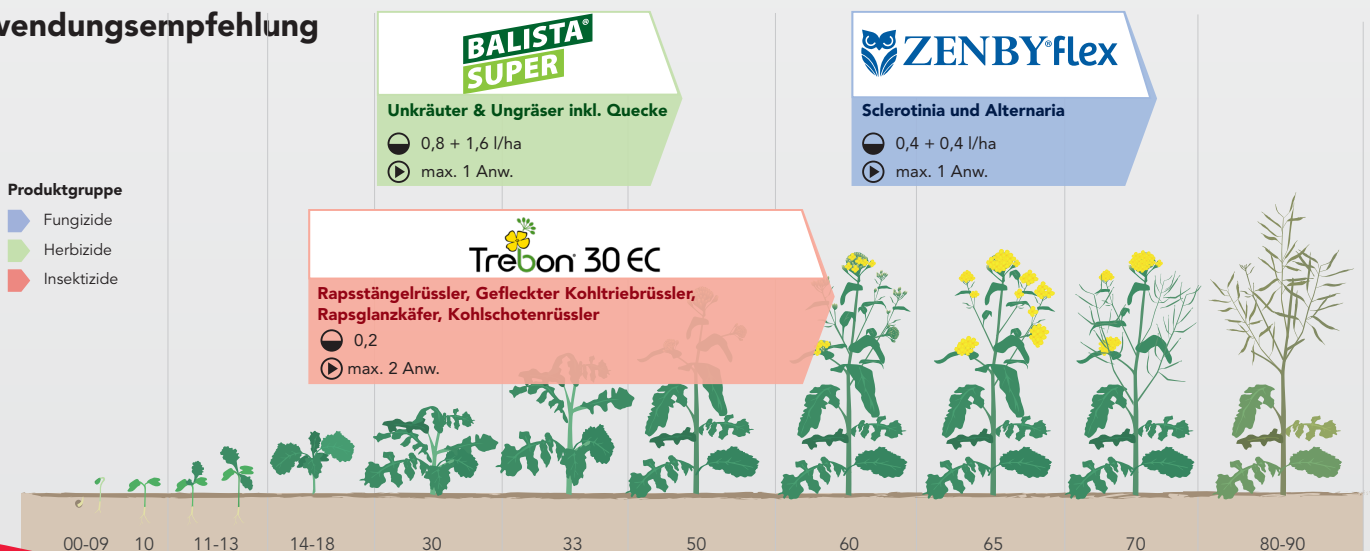 wendungsempfehlung
BALISTA®
SUPER
Unkräuter & Ungräser inkl. Quecke
0,8 + 1,6 l/ha
max. 1 Anw.
ZENBY®flex
Sclerotinia und Alternaria
0,4 + 0,4 l/ha
max. 1 Anw.
Produktgruppe
Fungizide
Herbizide
Insektizide
Trebon® 30 EC
Rapsstängelrüssler, Gefleckter Kohltriebrüssler,
Rapsglanzkäfer, Kohlschotenrüssler
0,2
max. 2 Anw.
00-09 10 11-13 14-18 30 33 50 60 65 70 80-90